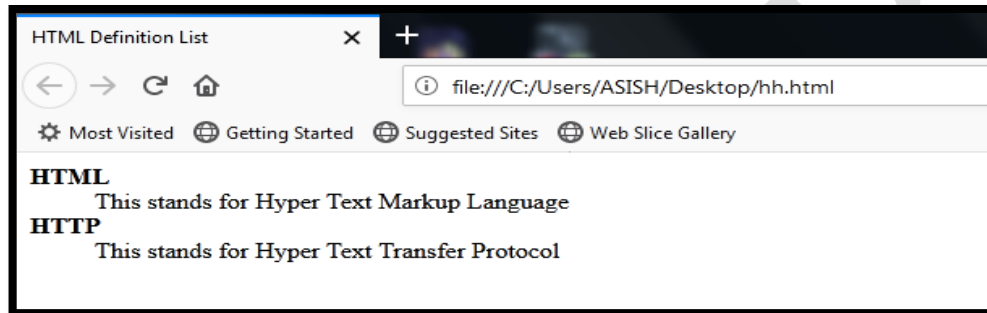 HTML Definition List
file:///C:/Users/ASISH/Desktop/hh.html
Most Visited Getting Started Suggested Sites Web Slice Gallery
HTML
This stands for Hyper Text Markup Language
HTTP
This stands for Hyper Text Transfer Protocol